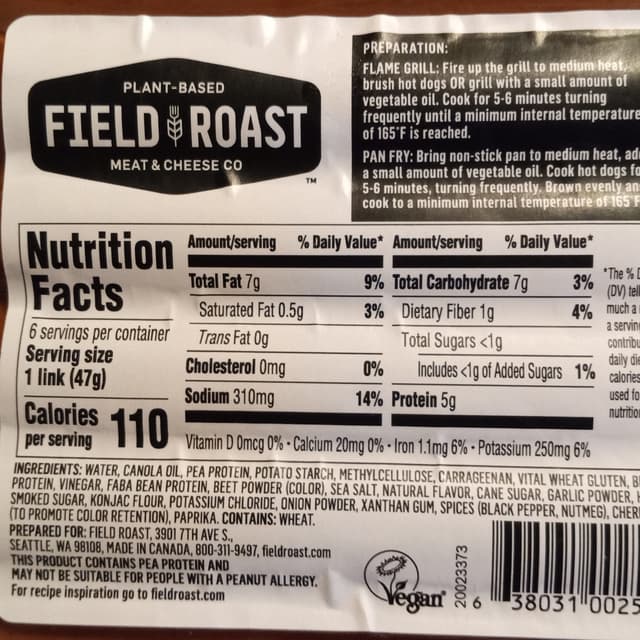 PLANT-BASED
FIELD ROAST
MEAT & CHEESE CO
TM
PREPARATION:
FLAME GRILL: Fire up the grill to medium heat,
brush hot dogs OR grill with a small amount of
vegetable oil. Cook for 5-6 minutes turning
frequently until a minimum internal temperature
of 165°F is reached.
PAN FRY: Bring non-stick pan to medium heat,
a small amount of vegetable oil. Cook hot dogs
5-6 minutes, turning frequently. Brown evenly
cook to a minimum internal temperature of 165 F
Nutrition
Facts
6 servings per container
Serving size
1 link (47g)
Calories
per serving
110
Amount/serving % Daily Value*
Total Fat 7g 9%
Saturated Fat 0.5g 3%
Trans Fat 0g
Cholesterol 0mg 0%
Sodium 310mg 14%
Amount/serving % Daily Value*
Total Carbohydrate 7g 3%
Dietary Fiber 1g 4%
Total Sugars <1g
Includes <1g of Added Sugars 1%
Protein 5g
Vitamin D 0mcg 0% • Calcium 20mg 0% • Iron 1.1mg 6% • Potassium 250mg 6%
*The %
(DV)
much a
a
daily
calories
used
INGREDIENTS: WATER, CANOLA OIL, PEA PROTEIN, POTATO STARCH, METHYLCELLULOSE, CARRAGEENAN, VITAL WHEAT GLUTEN,
PROTEIN, VINEGAR, FABA BEAN PROTEIN, BEET POWDER (COLOR), SEA SALT, NATURAL FLAVOR, CANE SUGAR, GARLIC POWDER,
SMOKED SUGAR, KONJAC FLOUR, POTASSIUM CHLORIDE, ONION POWDER, XANTHAN GUM, SPICES (BLACK PEPPER, NUTMEG),
(TO PROMOTE COLOR RETENTION), PAPRIKA. CONTAINS: WHEAT.
PREPARED FOR: FIELD ROAST, 3901 7TH AVE S.,
SEATTLE, WA 98108, MADE IN CANADA, 800-311-9497, fieldroast.com
THIS PRODUCT CONTAINS PEA PROTEIN AND
MAY NOT BE SUITABLE FOR PEOPLE WITH A PEANUT ALLERGY.
For recipe inspiration go to fieldroast.com
Vegan
20023373
6 38031 0025